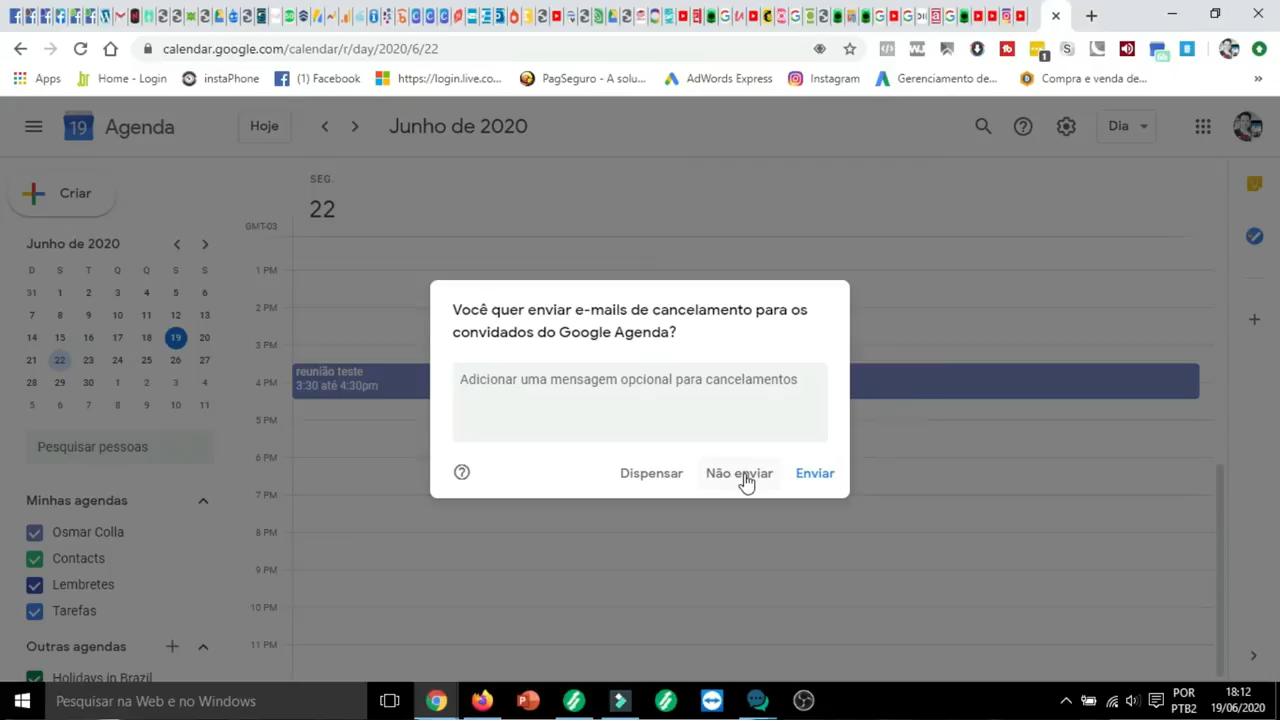 calendar.google.com/calendar/r/day/2020/6/22
Apps
Home - Login
instaPhone
(1) Facebook
https://login.live.co...
PagSeguro - A solu...
AdWords Express
Instagram
Gerenciamento de...
Compra e venda de...
»
19
Agenda
Hoje
Junho de 2020
Dia
Criar
SEG.
22
GMT-03
Junho de 2020
D S T Q Q S S
31 1 2 3 4 5 6
7 8 9 10 11 12 13
14 15 16 17 18 19 20
21 22 23 24 25 26 27
28 29 30 1 2 3 4
5 6 7 8 9 10 11
Pesquisar pessoas
Minhas agendas
Osmar Colla
Contacts
Lembretes
Tarefas
Outras agendas
Holidays in Brazil
1 PM
2 PM
3 PM
4 PM
5 PM
6 PM
7 PM
8 PM
9 PM
10 PM
11 PM
reunião teste
3:30 até 4:30pm
Você quer enviar e-mails de cancelamento para os
convidados do Google Agenda?
Adicionar uma mensagem opcional para cancelamentos
Dispensar
Não enviar
Enviar
Pesquisar na Web e no Windows
POR
PTB2
18:12
19/06/2020